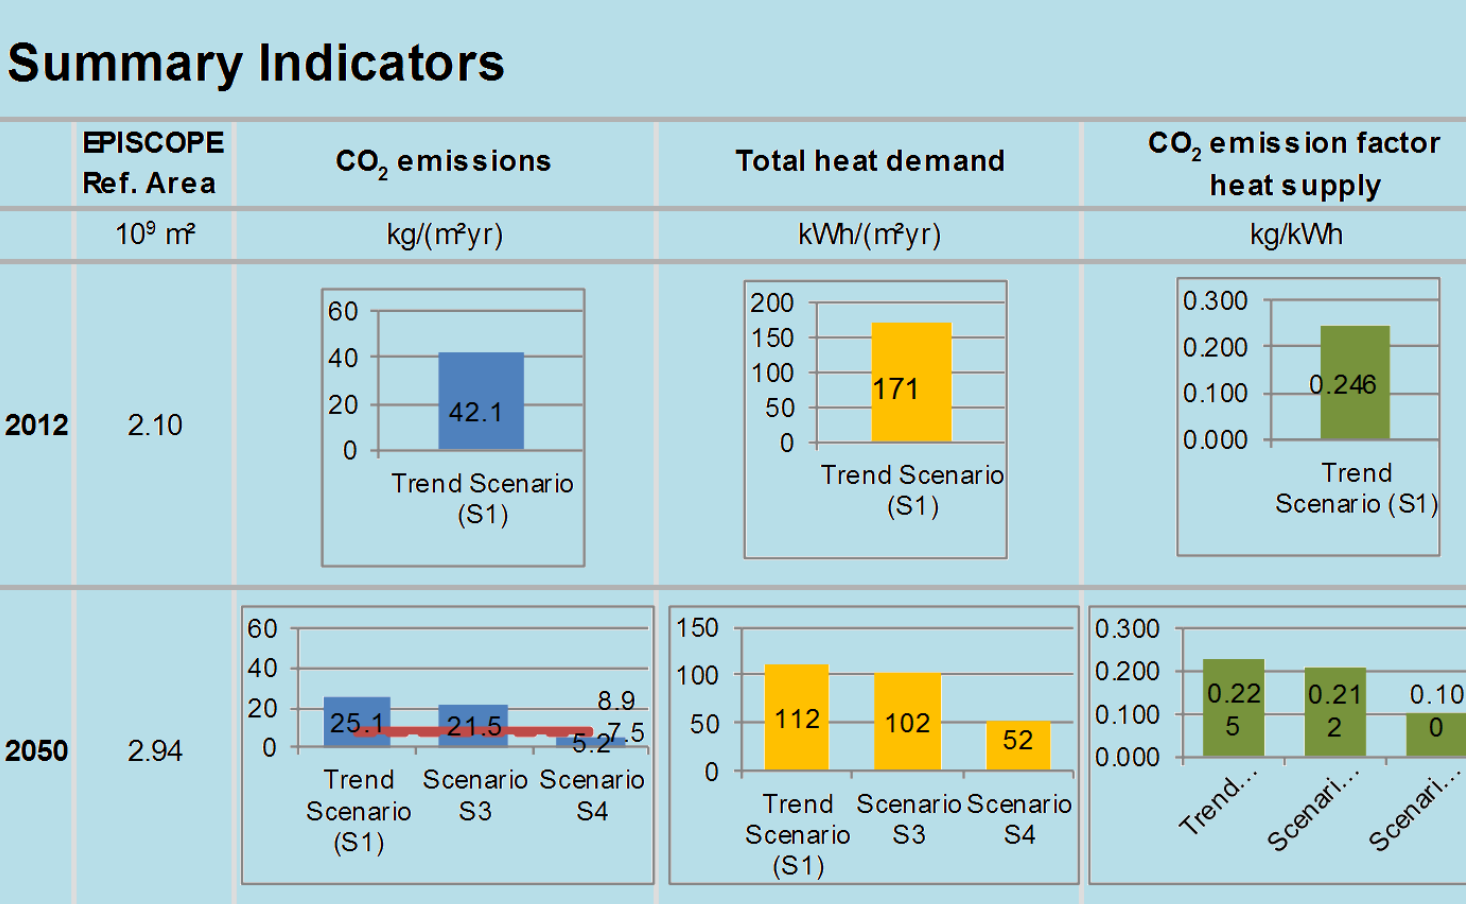 Summary Indicators
EPISCOPE
Ref. Area
CO2 emissions
Total heat demand
CO2 emission factor
heat supply
10⁹ m²
kg/(m²yr)
kWh/(m²yr)
kg/kWh
2012
2.10
60
40
20
0
42.1
Trend Scenario
(S1)
200
150
100
50
0
171
Trend Scenario
(S1)
0.300
0.200
0.100
0.000
0.246
Trend
Scenario (S1)
2050
2.94
60
40
20
0
25.1
21.5
8.9
7.5
5.2
Trend
Scenario
(S1)
Scenario
S3
Scenario
S4
150
100
50
0
112
102
52
Trend
Scenario
(S1)
Scenario
S3
Scenario
S4
0.300
0.200
0.100
0.000
0.22
5
0.21
2
0.10
0
Trend...
Scenari...
Scenari...